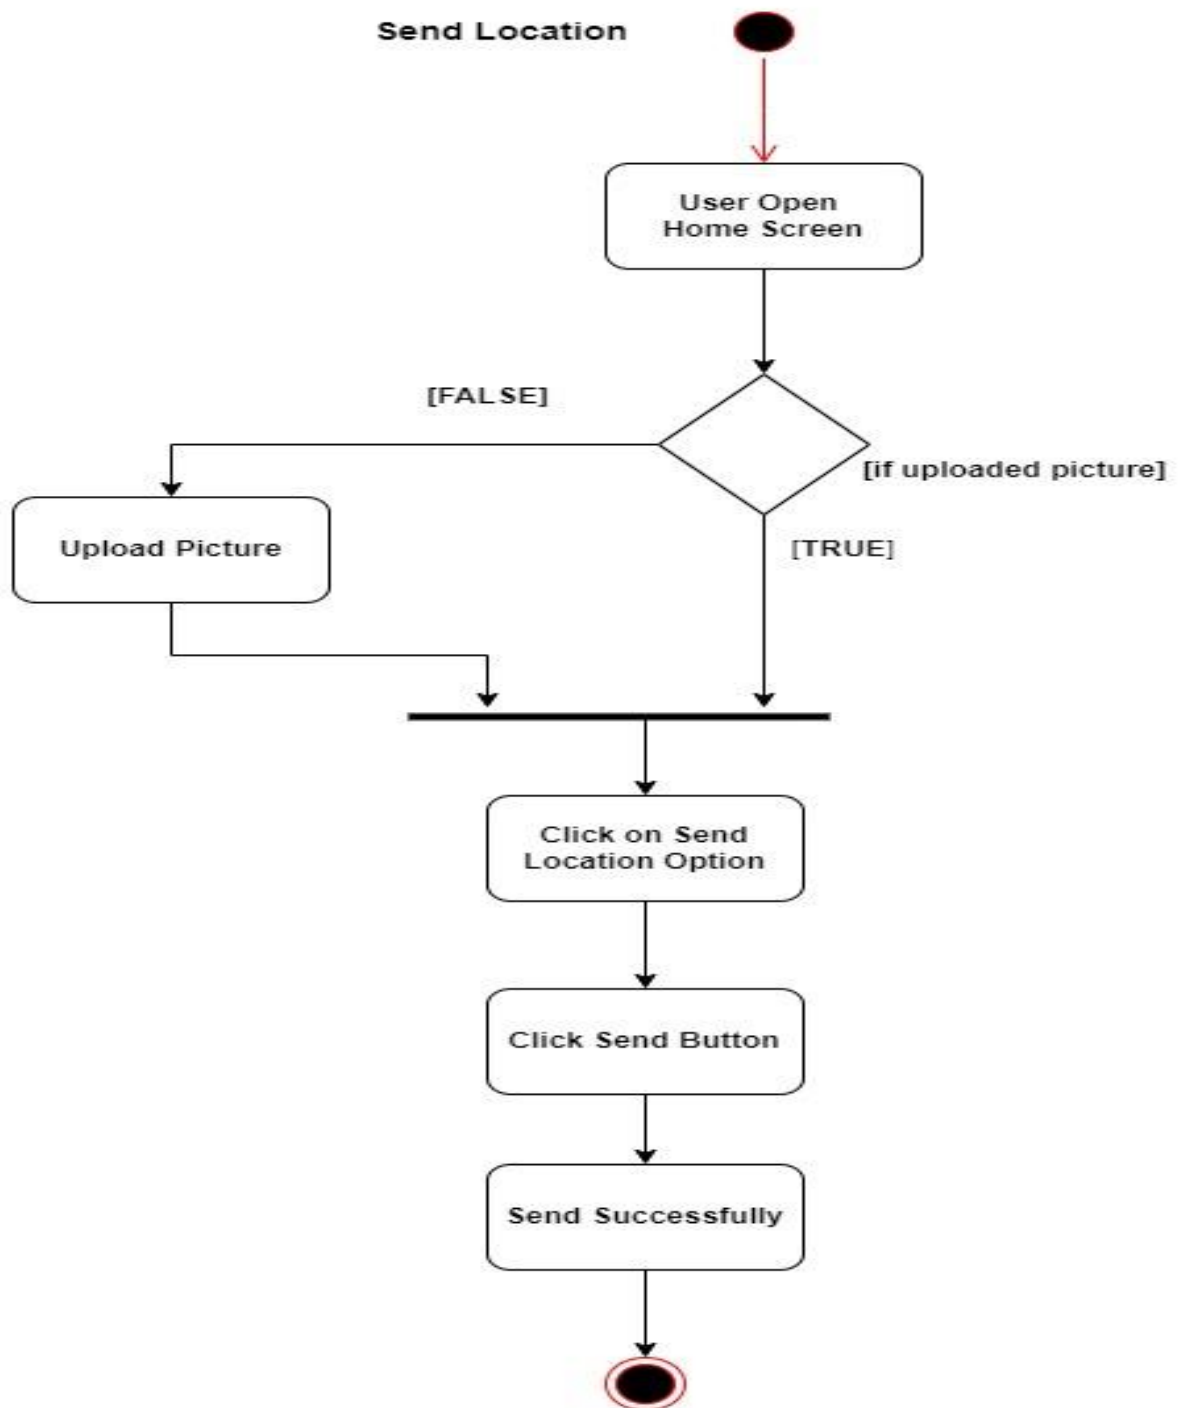 Send Location
User Open
Home Screen
[FALSE]
[if uploaded picture]
Upload Picture
[TRUE]
Click on Send
Location Option
Click Send Button
Send Successfully